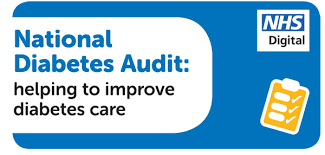 National
Diabetes Audit:
helping to improve
diabetes care
NHS
Digital